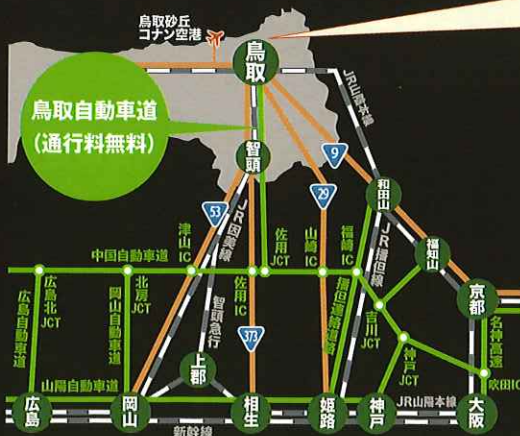 鳥取砂丘
コナン空港
鳥取
JR山陰本線
鳥取自動車道
(通行料無料)
智頭
9
53
29
和田山
JR因美線
JR播但線
福知山
津山IC
佐用JCT
山崎IC
福崎IC
中国自動車道
京都
広島北JCT
北房JCT
佐用IC
吉川JCT
広島自動車道
岡山自動車道
智頭急行
373
播但連絡道路
神戸JCT
名神高速
上郡
吹田IC
山陽自動車道
JR山陽本線
広島
岡山
相生
姫路
神戸
大阪
新幹線